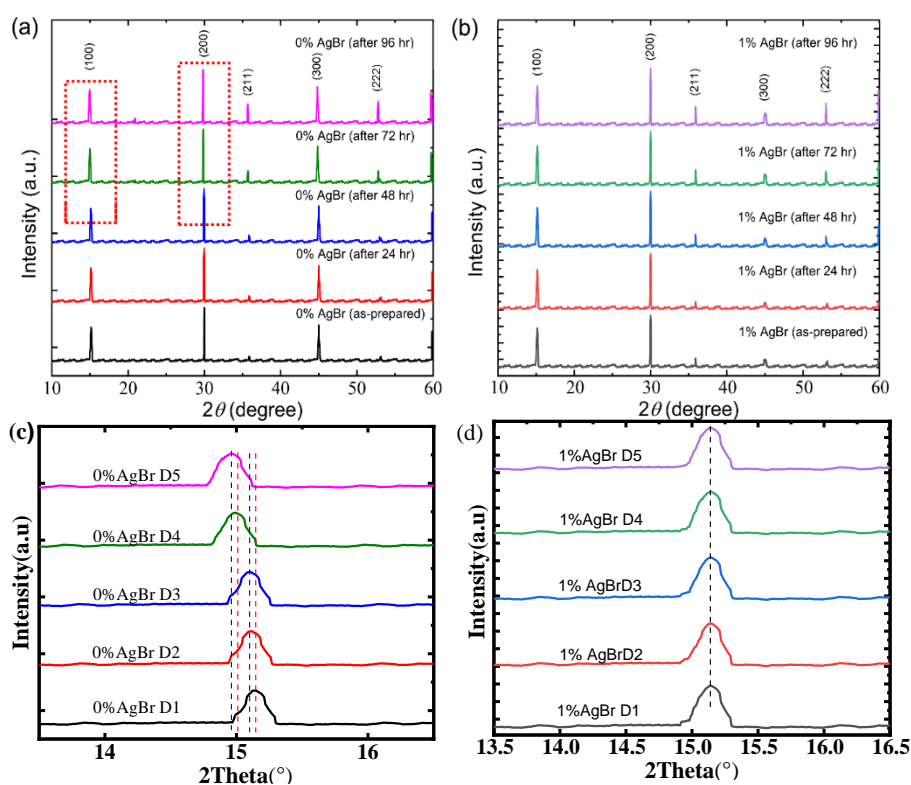 (a)
0% AgBr (after 96 hr)
(100)
(200)
(211)
(300)
(222)
0% AgBr (after 72 hr)
0% AgBr (after 48 hr)
0% AgBr (after 24 hr)
0% AgBr (as-prepared)
Intensity (a.u.)
10 20 30 40 50 60
2θ (degree)
(b)
1% AgBr (after 96 hr)
(100)
(200)
(211)
(300)
(222)
1% AgBr (after 72 hr)
1% AgBr (after 48 hr)
1% AgBr (after 24 hr)
1% AgBr (as-prepared)
Intensity (a.u.)
10 20 30 40 50 60
2θ (degree)
(c)
0%AgBr D5
0%AgBr D4
0%AgBr D3
0%AgBr D2
0%AgBr D1
Intensity(a.u)
14 15 16
2Theta(°)
(d)
1%AgBr D5
1%AgBr D4
1% AgBrD3
1% AgBrD2
1%AgBr D1
Intensity(a.u)
13.5 14.0 14.5 15.0 15.5 16.0 16.5
2Theta(°)